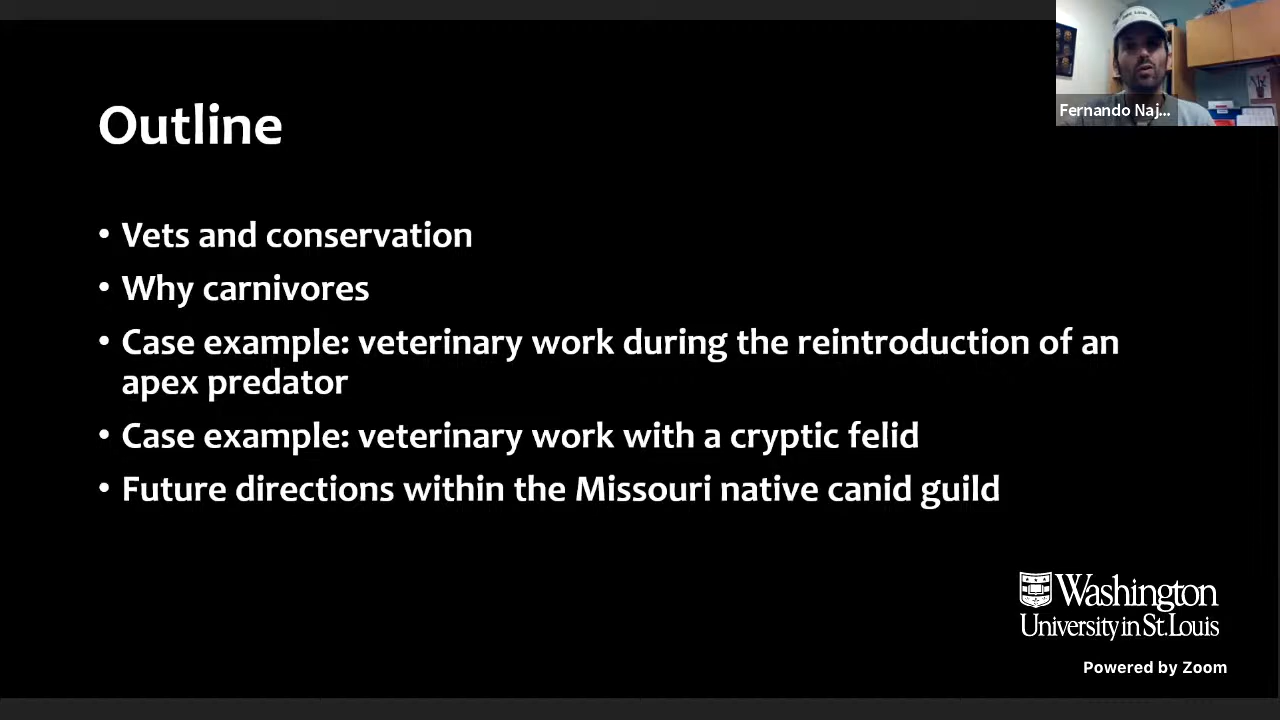 Outline
• Vets and conservation
• Why carnivores
• Case example: veterinary work during the reintroduction of an
apex predator
• Case example: veterinary work with a cryptic felid
• Future directions within the Missouri native canid guild
Fernando Naj...
Washington
University in St. Louis
Powered by Zoom